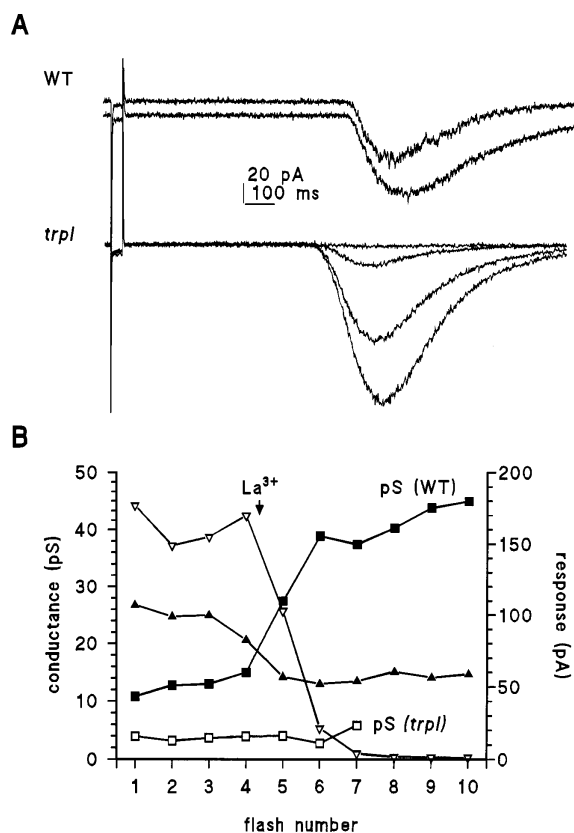 A
WT
20 pA
100 ms
trpl
B
La³⁺
pS (WT)
pS (trpl)
50
40
30
20
10
0
conductance (pS)
200
150
100
50
0
response (pA)
1 2 3 4 5 6 7 8 9 10
flash number